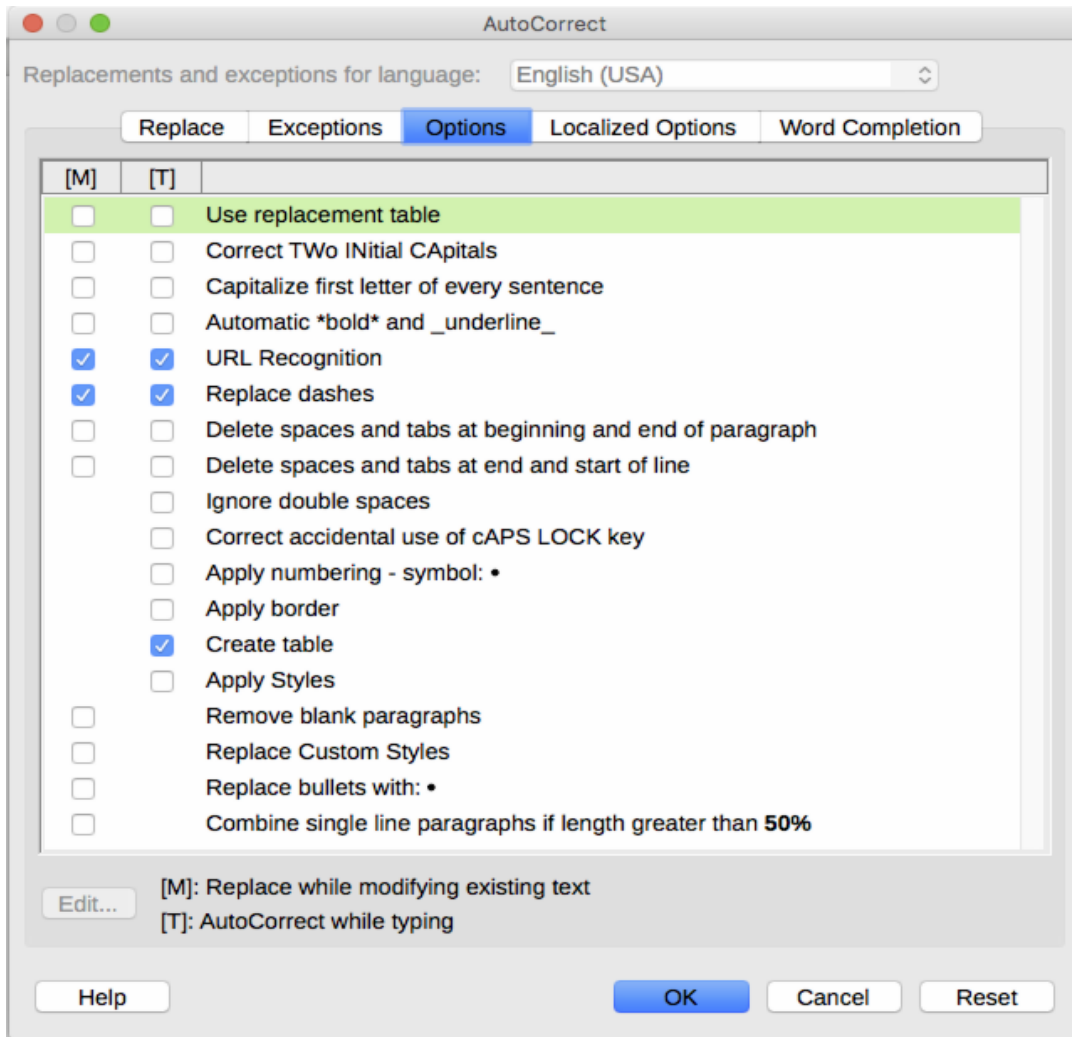 AutoCorrect
Replacements and exceptions for language: English (USA)
Replace Exceptions Options Localized Options Word Completion
[M] [T]
Use replacement table
Correct TWo INitial CApitals
Capitalize first letter of every sentence
Automatic *bold* and _underline_
URL Recognition
Replace dashes
Delete spaces and tabs at beginning and end of paragraph
Delete spaces and tabs at end and start of line
Ignore double spaces
Correct accidental use of cAPS LOCK key
Apply numbering - symbol: •
Apply border
Create table
Apply Styles
Remove blank paragraphs
Replace Custom Styles
Replace bullets with: •
Combine single line paragraphs if length greater than 50%
Edit... [M]: Replace while modifying existing text
[T]: AutoCorrect while typing
Help OK Cancel Reset